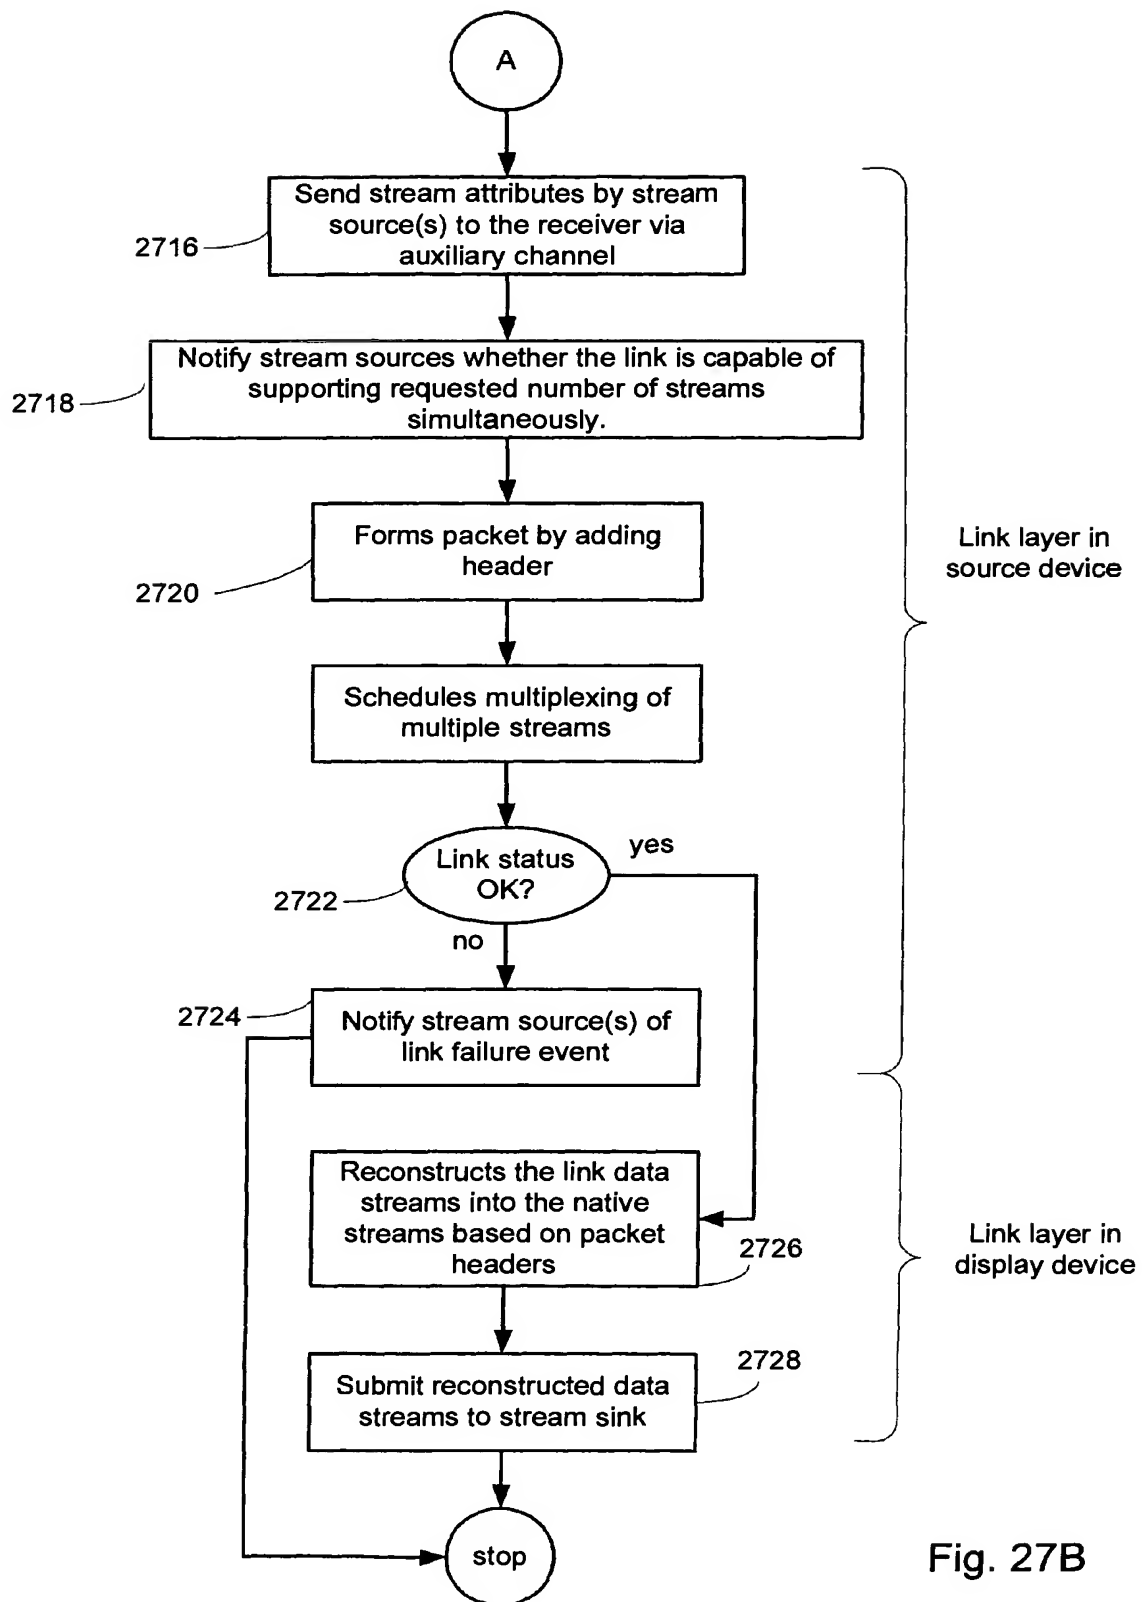 A
Send stream attributes by stream
source(s) to the receiver via
auxiliary channel
2716
Notify stream sources whether the link is capable of
supporting requested number of streams
simultaneously.
2718
Forms packet by adding
header
2720
Link layer in
source device
Schedules multiplexing of
multiple streams
Link status
OK?
yes
2722
no
2724
Notify stream source(s) of
link failure event
Reconstructs the link data
streams into the native
streams based on packet
headers
2726
Link layer in
display device
2728
Submit reconstructed data
streams to stream sink
stop
Fig. 27B